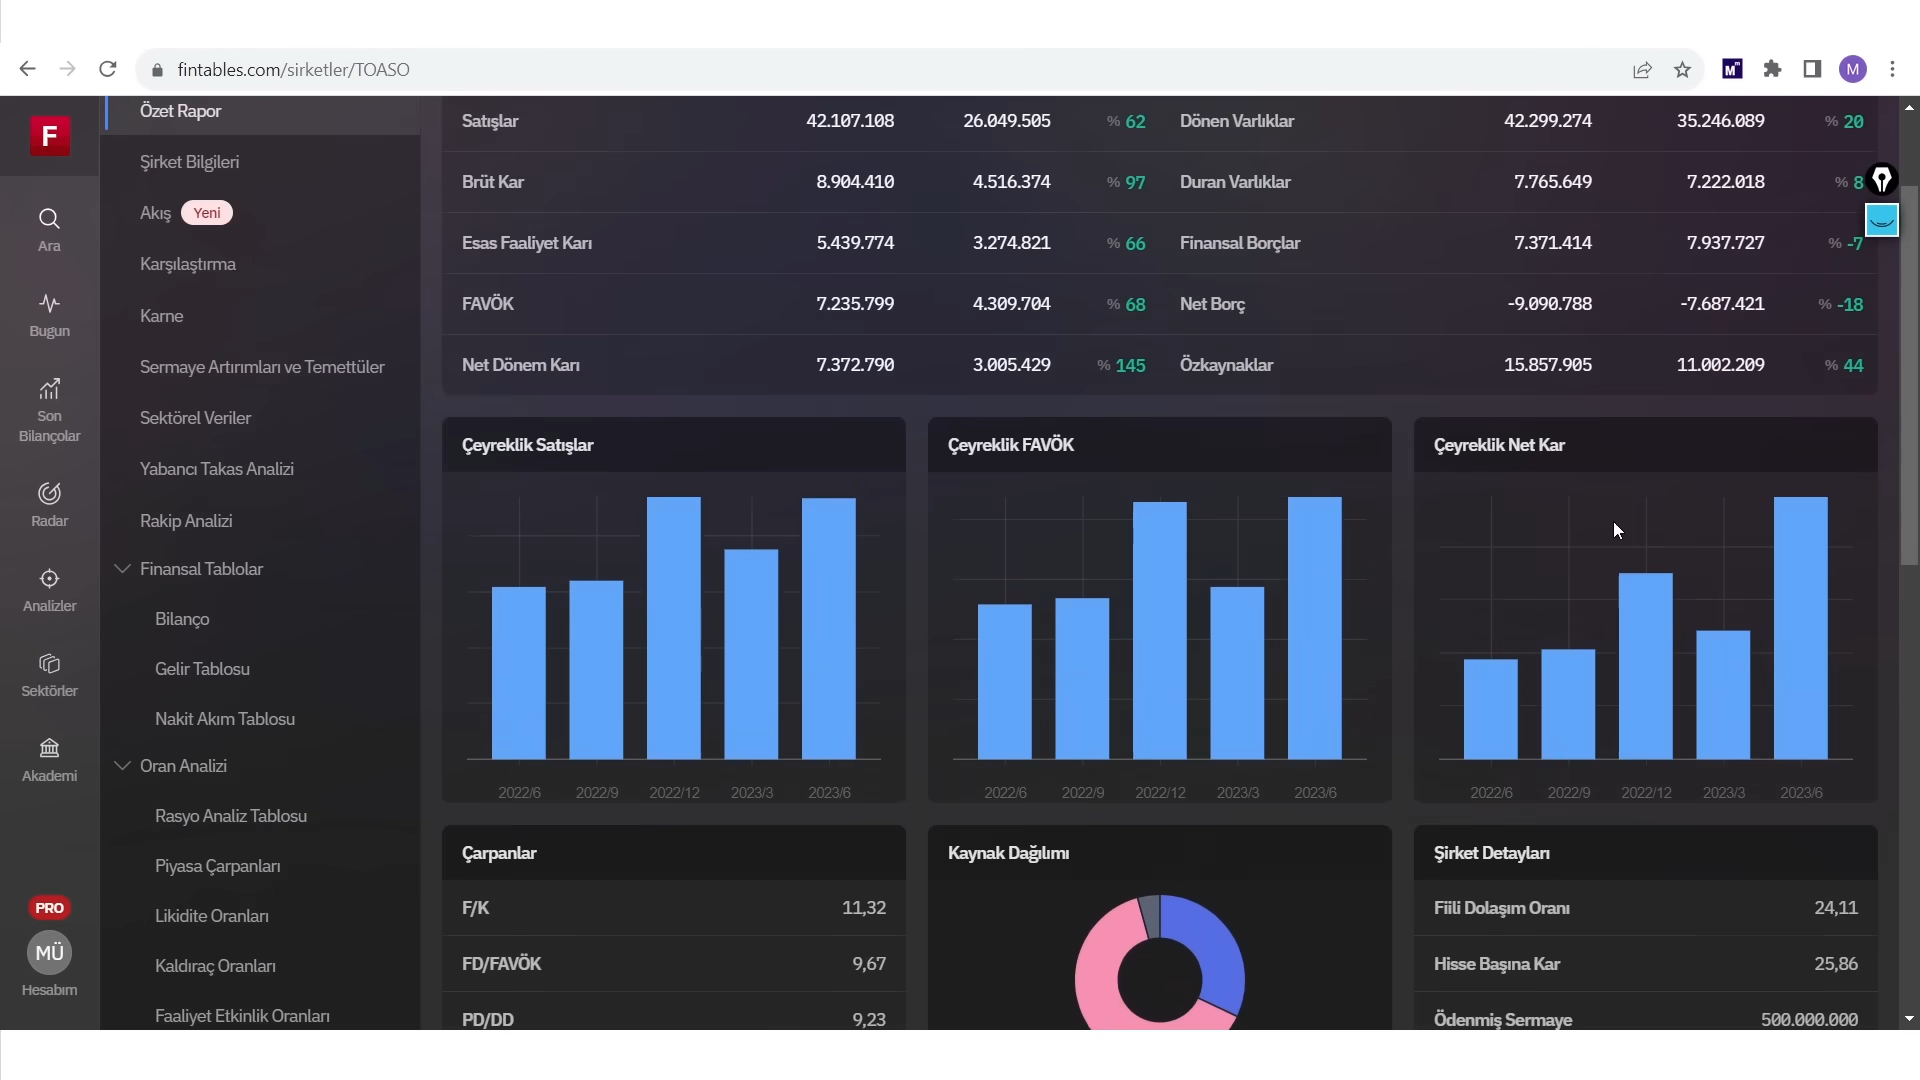 fintables.com/sirketler/TOASO
M
M
F
Ara
Bugun
Son
Bilançolar
Radar
Analizler
Sektörler
Akademi
PRO
MÜ
Hesabım
Özet Rapor
Şirket Bilgileri
Akış Yeni
Karşılaştırma
Karne
Sermaye Artırımları ve Temettüler
Sektörel Veriler
Yabancı Takas Analizi
Rakip Analizi
Finansal Tablolar
Bilanço
Gelir Tablosu
Nakit Akım Tablosu
Oran Analizi
Rasyo Analiz Tablosu
Piyasa Çarpanları
Likidite Oranları
Kaldıraç Oranları
Faaliyet Etkinlik Oranları
Satışlar 42.107.108 26.049.505 % 62 Dönen Varlıklar 42.299.274 35.246.089 % 20
Brüt Kar 8.904.410 4.516.374 % 97 Duran Varlıklar 7.765.649 7.222.018 % 8
Esas Faaliyet Karı 5.439.774 3.274.821 % 66 Finansal Borçlar 7.371.414 7.937.727 % -7
FAVÖK 7.235.799 4.309.704 % 68 Net Borç -9.090.788 -7.687.421 % -18
Net Dönem Karı 7.372.790 3.005.429 % 145 Özkaynaklar 15.857.905 11.002.209 % 44
Çeyreklik Satışlar
2022/6 2022/9 2022/12 2023/3 2023/6
Çeyreklik FAVÖK
2022/6 2022/9 2022/12 2023/3 2023/6
Çeyreklik Net Kar
2022/6 2022/9 2022/12 2023/3 2023/6
Çarpanlar
F/K 11,32
FD/FAVÖK 9,67
PD/DD 9,23
Kaynak Dağılımı
Şirket Detayları
Fiili Dolaşım Oranı 24,11
Hisse Başına Kar 25,86
Ödenmiş Sermaye 500.000.000